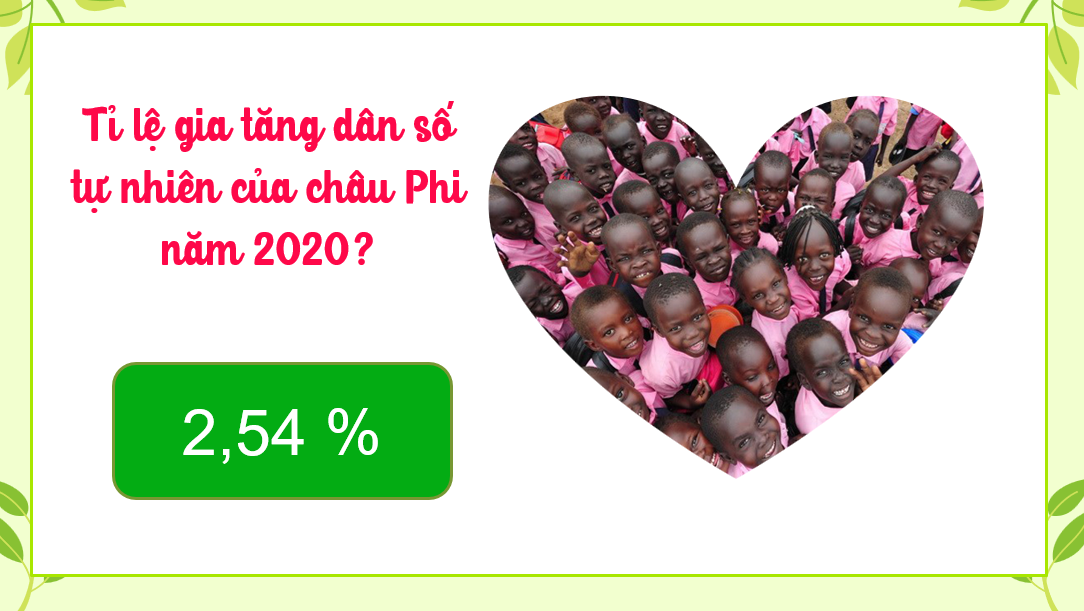 Tỉ lệ gia tăng dân số
tự nhiên của châu Phi
năm 2020?
2,54 %